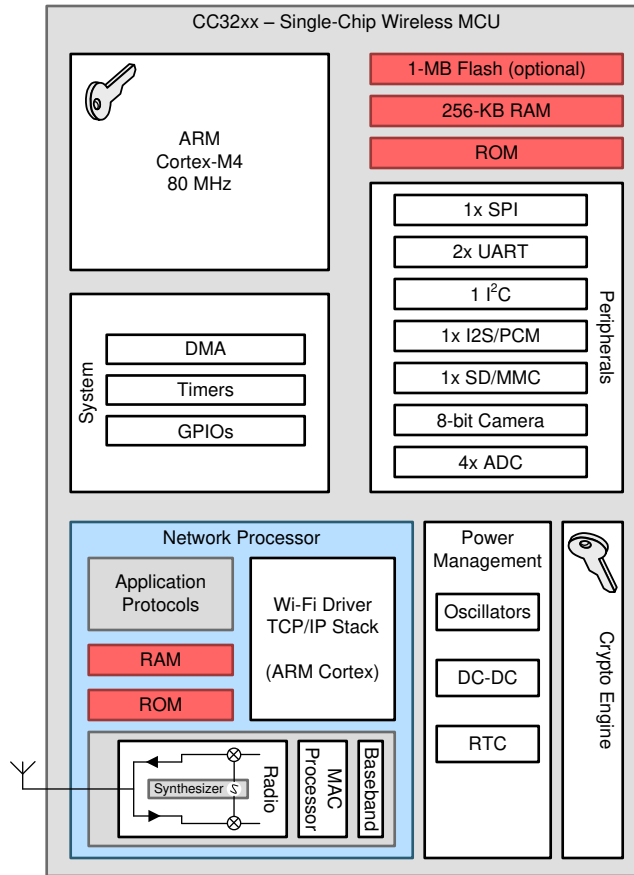 CC32xx – Single-Chip Wireless MCU
ARM
Cortex-M4
80 MHz
1-MB Flash (optional)
256-KB RAM
ROM
1x SPI
2x UART
1 I²C
1x I2S/PCM
1x SD/MMC
8-bit Camera
4x ADC
Peripherals
System
DMA
Timers
GPIOs
Network Processor
Application
Protocols
RAM
ROM
Wi-Fi Driver
TCP/IP Stack
(ARM Cortex)
Synthesizer
Radio
MAC
Processor
Baseband
Power
Management
Oscillators
DC-DC
RTC
Crypto Engine